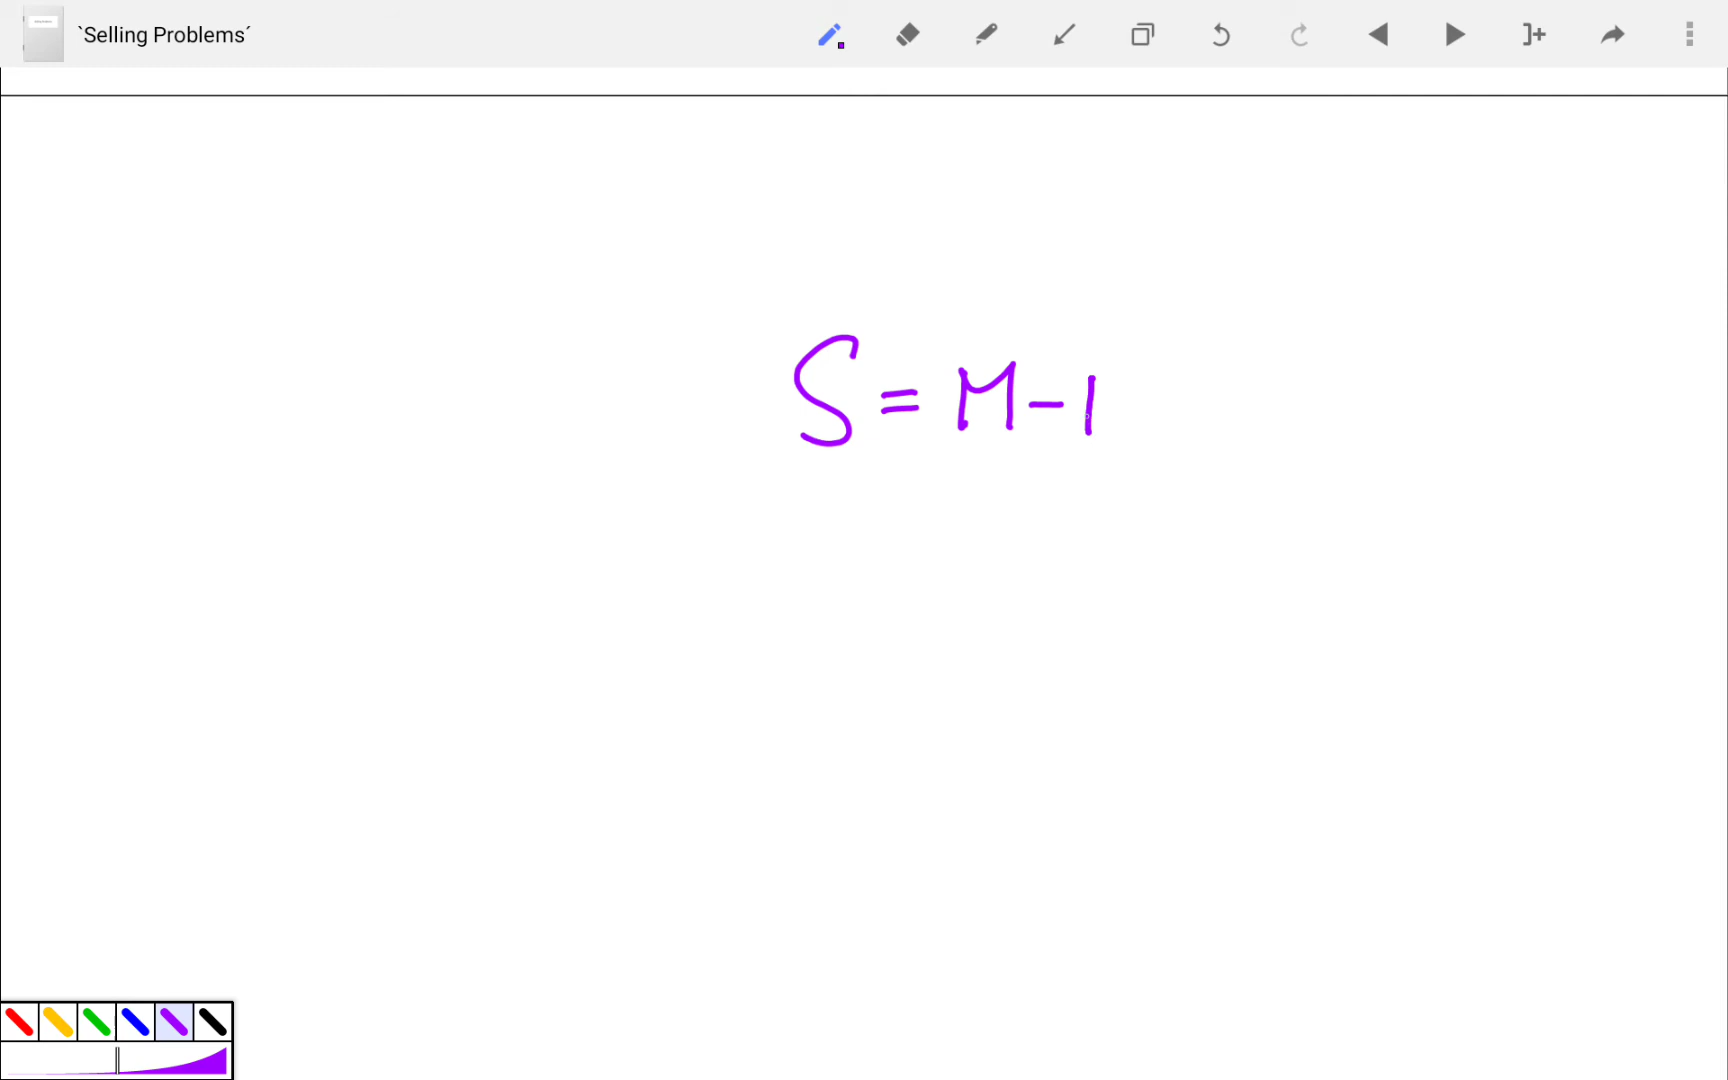 `Selling Problems´
S = M - 1